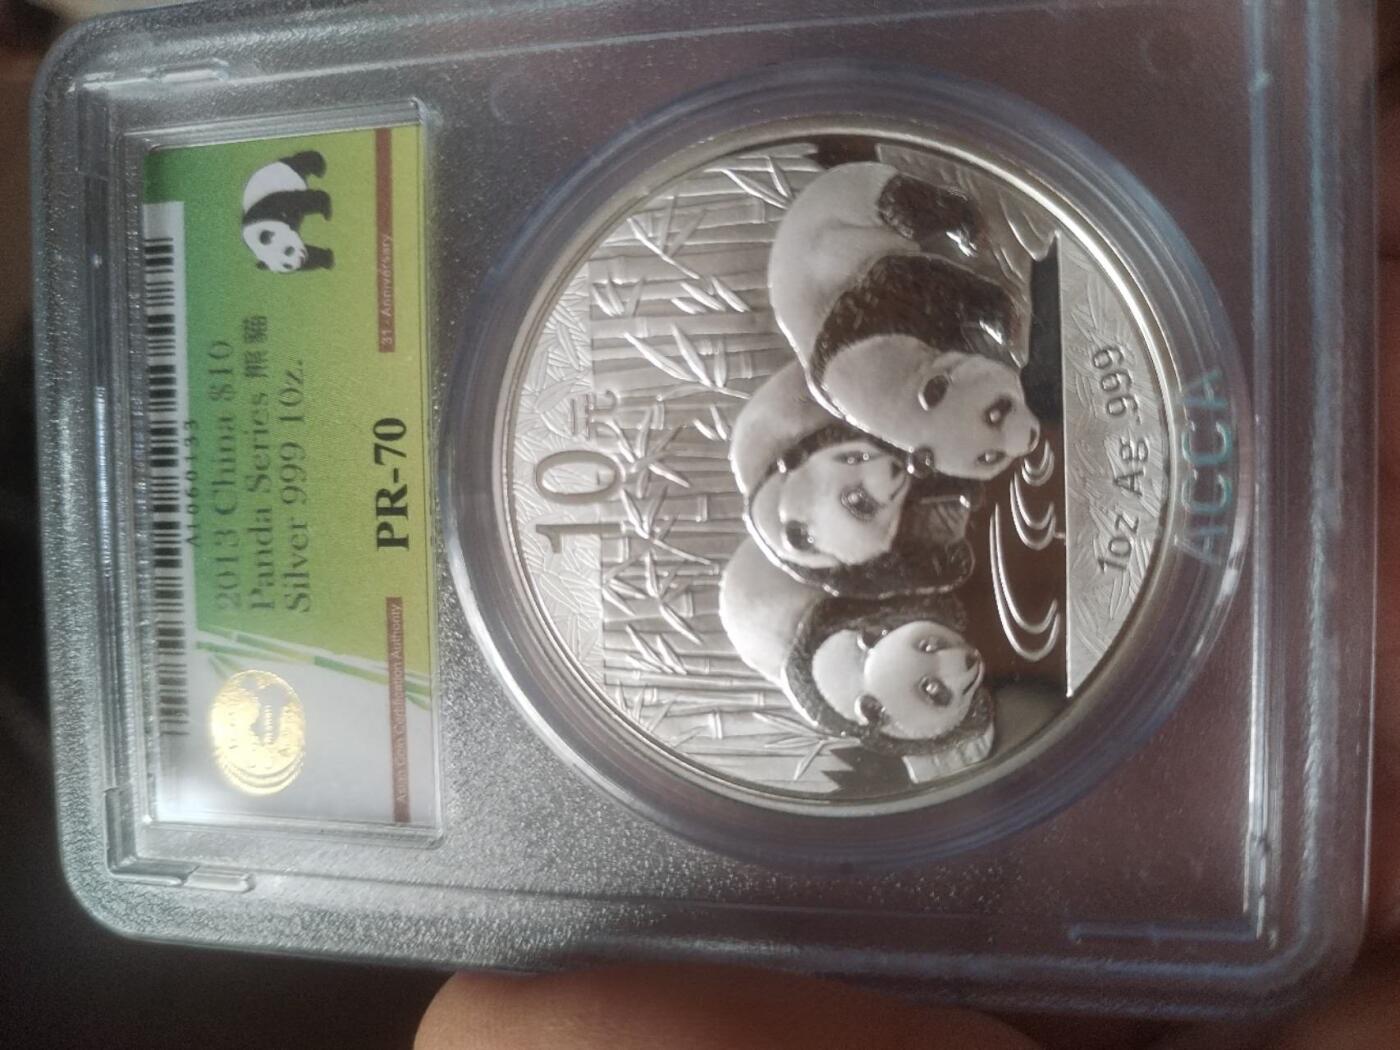 A1060133
2013 China $10
Panda Series 熊貓
Silver 999 1oz.
PR-70
Asian Coin Certification Authority
31 Anniversary
10元
1oz Ag .999
ACCA